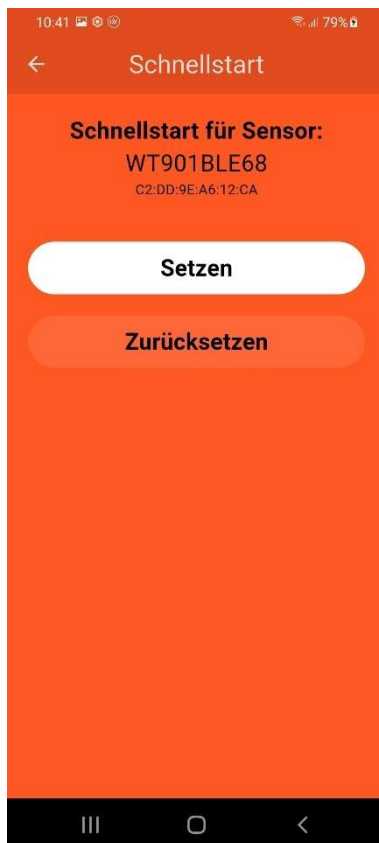 10:41 79%
Schnellstart
Schnellstart für Sensor:
WT901BLE68
C2:DD:9E:A6:12:CA
Setzen
Zurücksetzen